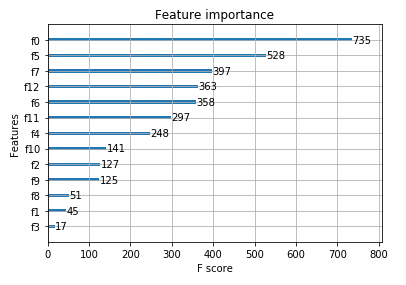 Feature importance
Features
f0 735
f5 528
f7 397
f12 363
f6 358
f11 297
f4 248
f10 141
f2 127
f9 125
f8 51
f1 45
f3 17
0 100 200 300 400 500 600 700 800
F score